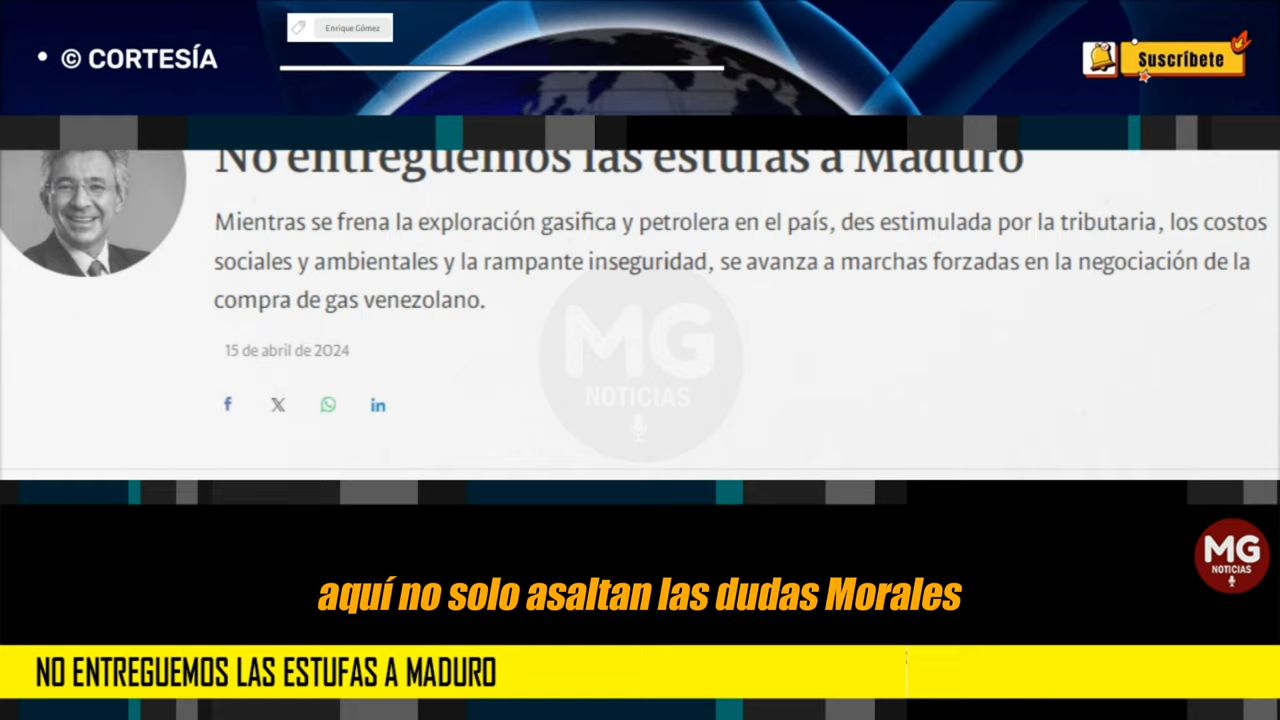 Enrique Gómez
• © CORTESÍA
Suscríbete
No entreguemos las estufas a Maduro
Mientras se frena la exploración gasifica y petrolera en el país, des estimulada por la tributaria, los costos
sociales y ambientales y la rampante inseguridad, se avanza a marchas forzadas en la negociación de la
compra de gas venezolano.
15 de abril de 2024
MG
NOTICIAS
MG
NOTICIAS
aquí no solo asaltan las dudas Morales
NO ENTREGUEMOS LAS ESTUFAS A MADURO